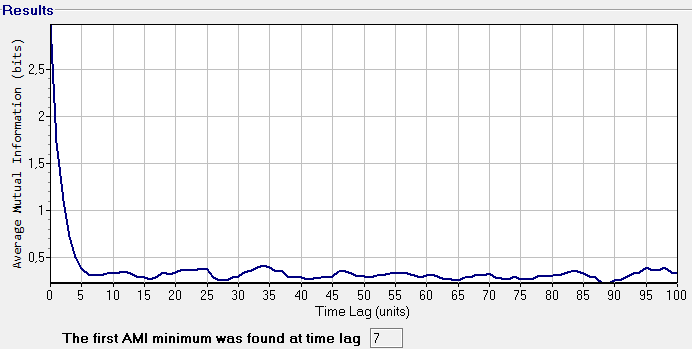 Results
Average Mutual Information (bits)
2,5
2
1,5
1
0,5
0 5 10 15 20 25 30 35 40 45 50 55 60 65 70 75 80 85 90 95 100
Time Lag (units)
The first AMI minimum was found at time lag 7